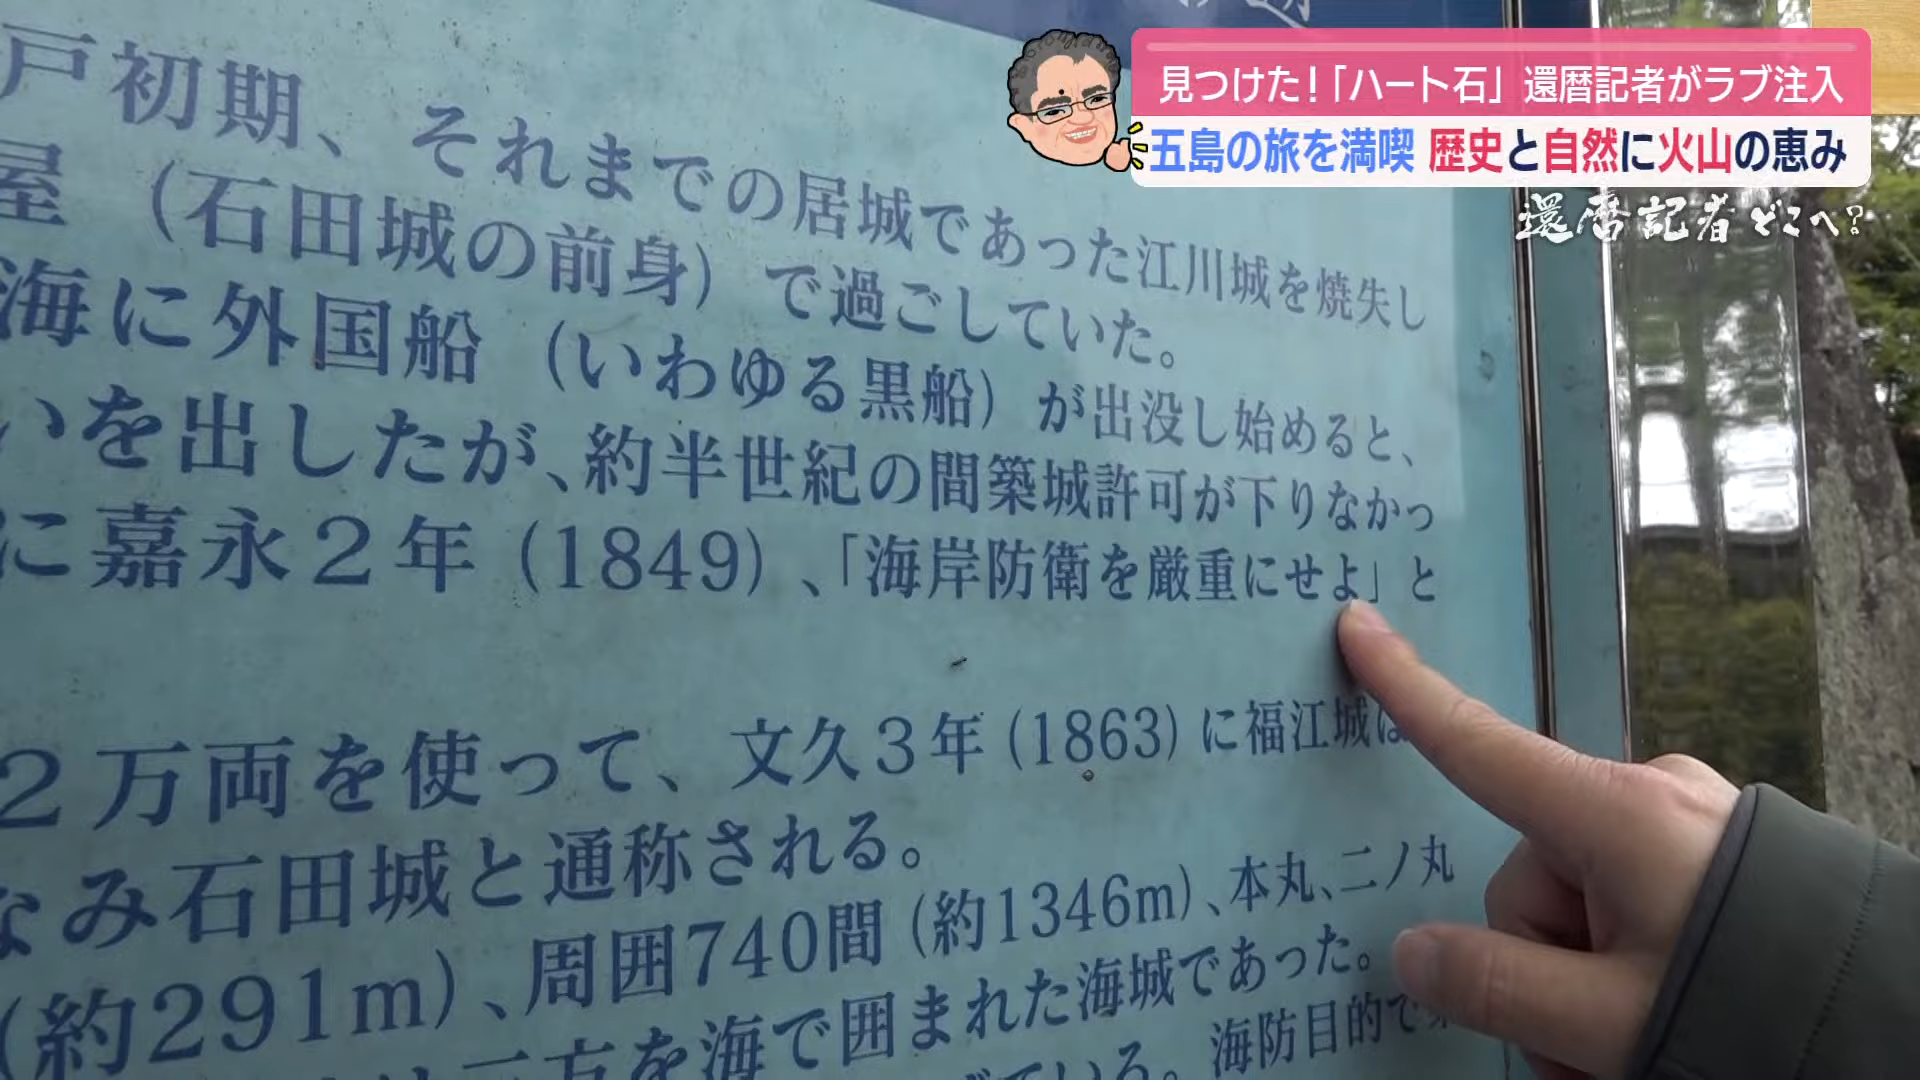 見つけた!「ハート石」還暦記者がラブ注入
五島の旅を満喫 歴史と自然に火山の恵み
還暦記者どこへ?
戸初期、それまでの居城であった江川城を焼失し
屋(石田城の前身)で過ごしていた。
海に外国船(いわゆる黒船)が出没し始めると、
いを出したが、約半世紀の間築城許可が下りなかっ
に嘉永2年(1849)、「海岸防衛を厳重にせよ」と
2万両を使って、文久3年(1863)に福江城は
なみ石田城と通称される。
(約291m)、周囲740間(約1346m)、本丸、二ノ丸
は三方を海で囲まれた海城であった。
ている。海防目的で